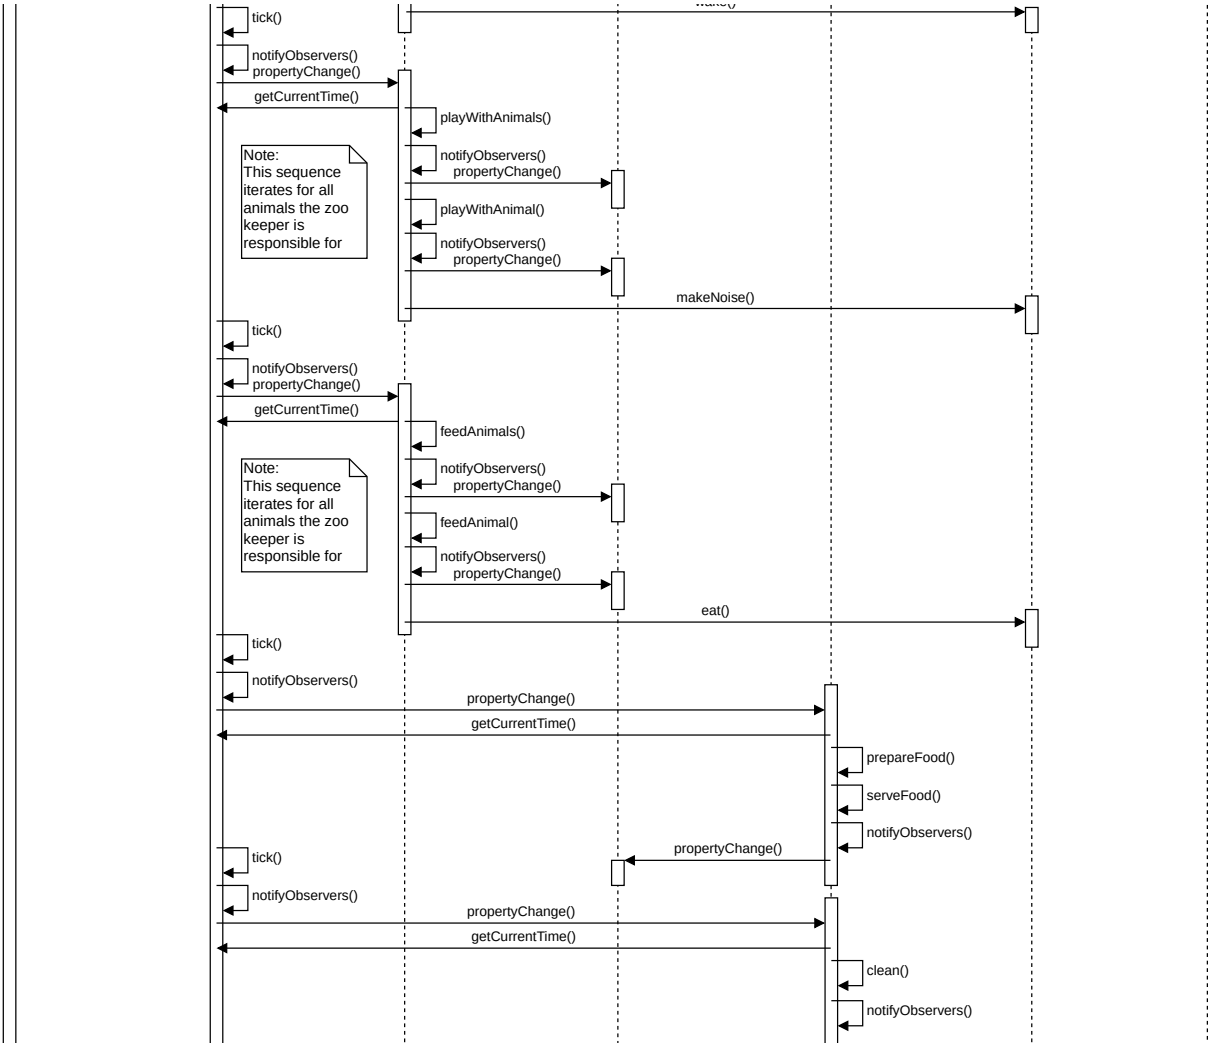 wake()
tick()
notifyObservers()
propertyChange()
getCurrentTime()
playWithAnimals()
Note:
This sequence
iterates for all
animals the zoo
keeper is
responsible for
notifyObservers()
propertyChange()
playWithAnimal()
notifyObservers()
propertyChange()
makeNoise()
tick()
notifyObservers()
propertyChange()
getCurrentTime()
feedAnimals()
Note:
This sequence
iterates for all
animals the zoo
keeper is
responsible for
notifyObservers()
propertyChange()
feedAnimal()
notifyObservers()
propertyChange()
eat()
tick()
notifyObservers()
propertyChange()
getCurrentTime()
prepareFood()
serveFood()
notifyObservers()
propertyChange()
tick()
notifyObservers()
propertyChange()
getCurrentTime()
clean()
notifyObservers()